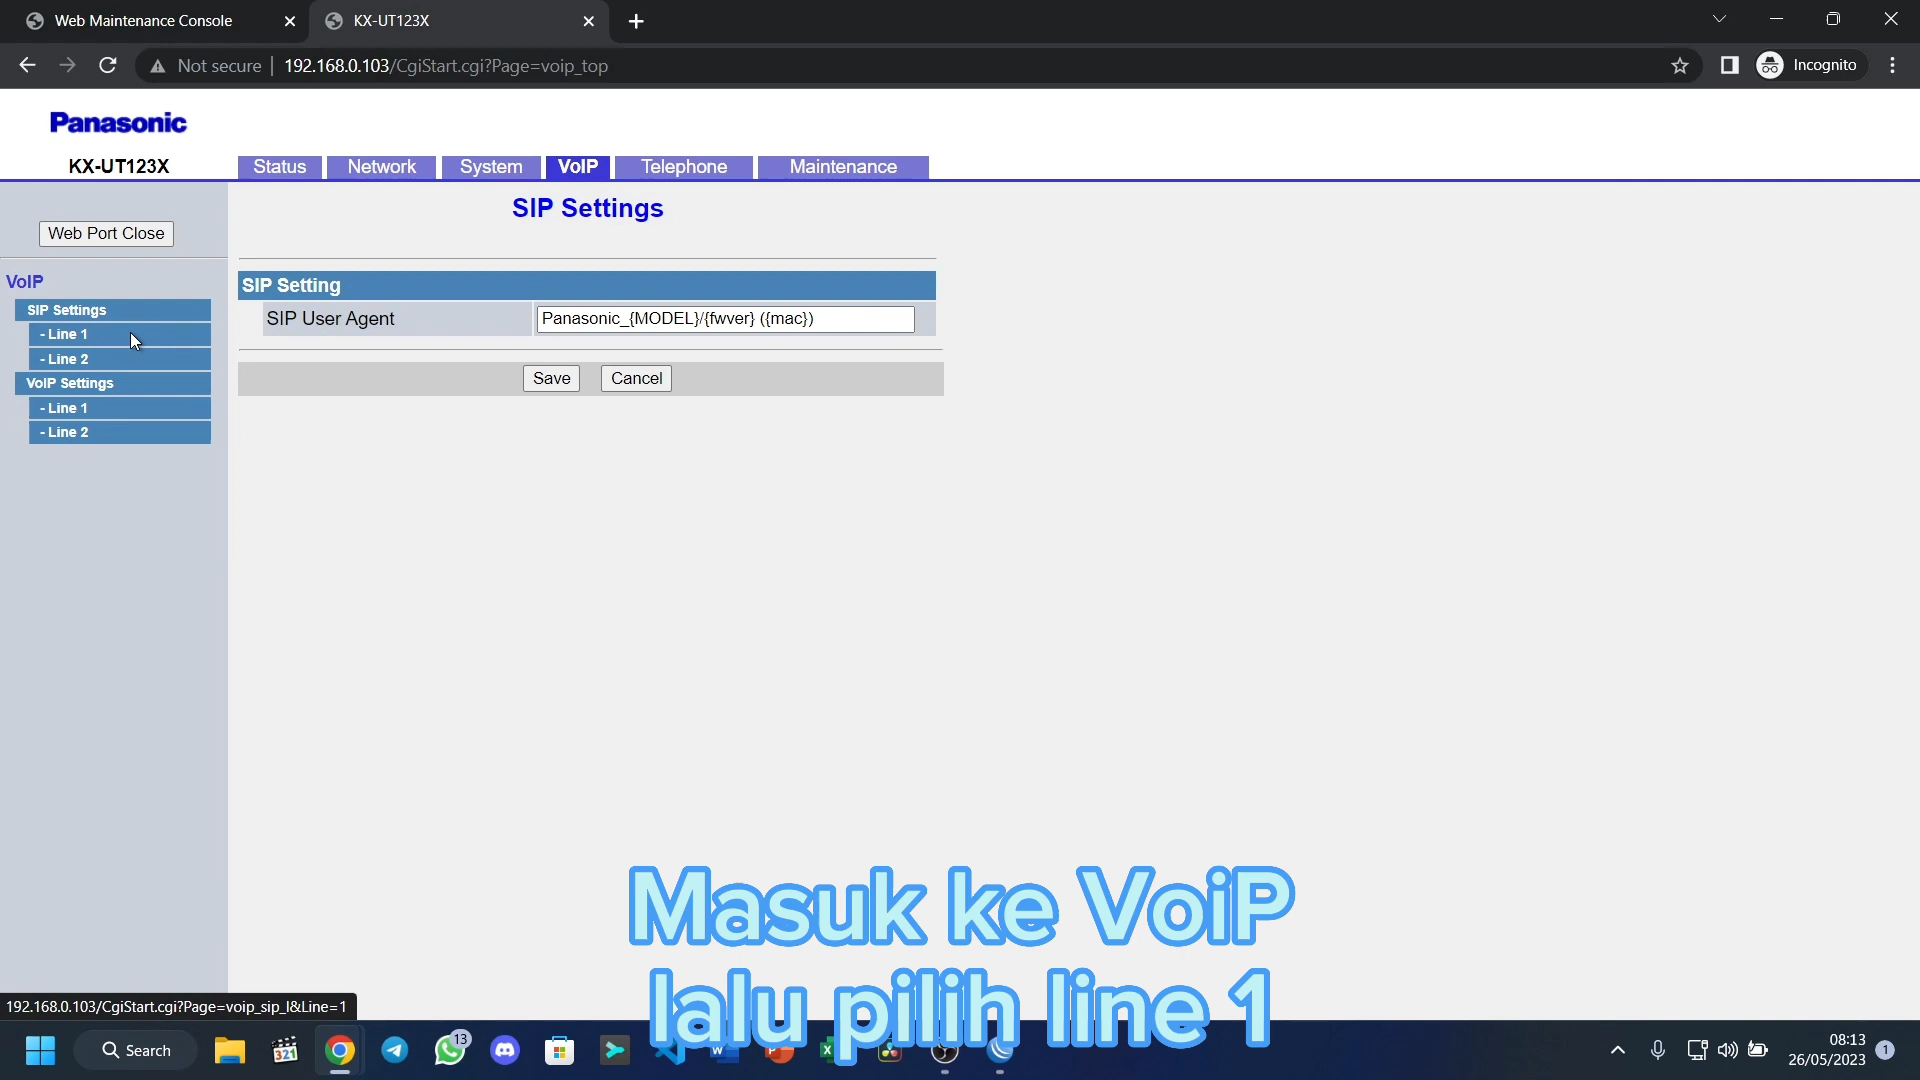 Web Maintenance Console
KX-UT123X
Not secure
192.168.0.103/CgiStart.cgi?Page=voip_top
Incognito
Panasonic
KX-UT123X
Status
Network
System
VoIP
Telephone
Maintenance
Web Port Close
SIP Settings
VoIP
SIP Settings
- Line 1
- Line 2
VoIP Settings
- Line 1
- Line 2
SIP Setting
SIP User Agent
Panasonic_{MODEL}/{fwver} ({mac})
Save
Cancel
Masuk ke VoiP
lalu pilih line 1
192.168.0.103/CgiStart.cgi?Page=voip_sip_l&Line=1
Search
321
13
08:13
26/05/2023
1